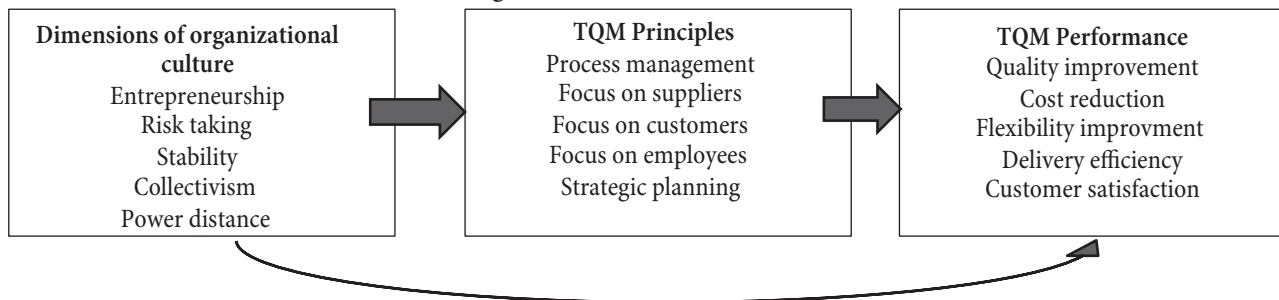 Dimensions of organizational
culture
Entrepreneurship
Risk taking
Stability
Collectivism
Power distance
TQM Principles
Process management
Focus on suppliers
Focus on customers
Focus on employees
Strategic planning
TQM Performance
Quality improvement
Cost reduction
Flexibility improvment
Delivery efficiency
Customer satisfaction